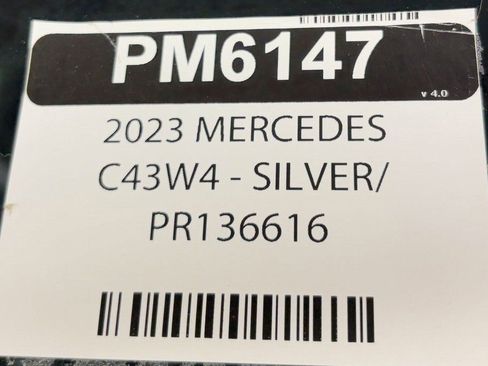 PM6147
v 4.0
2023 MERCEDES
C43W4 - SILVER/
PR136616